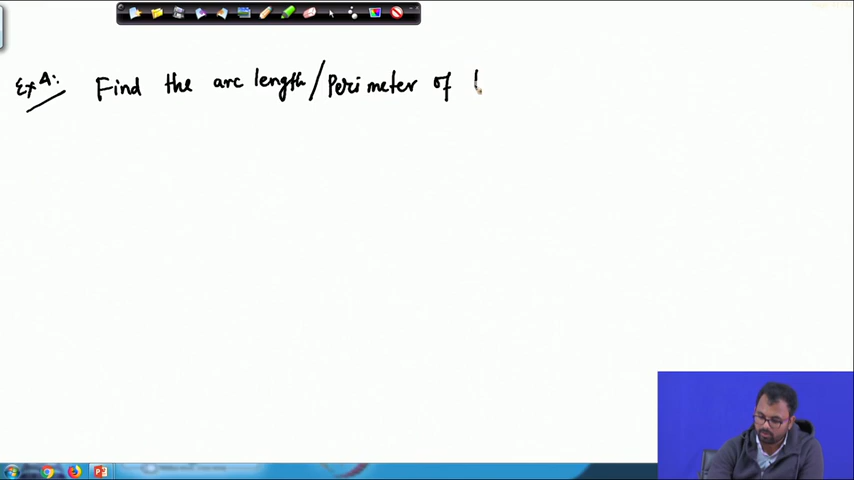 Ex 4: Find the arc length/Perimeter of